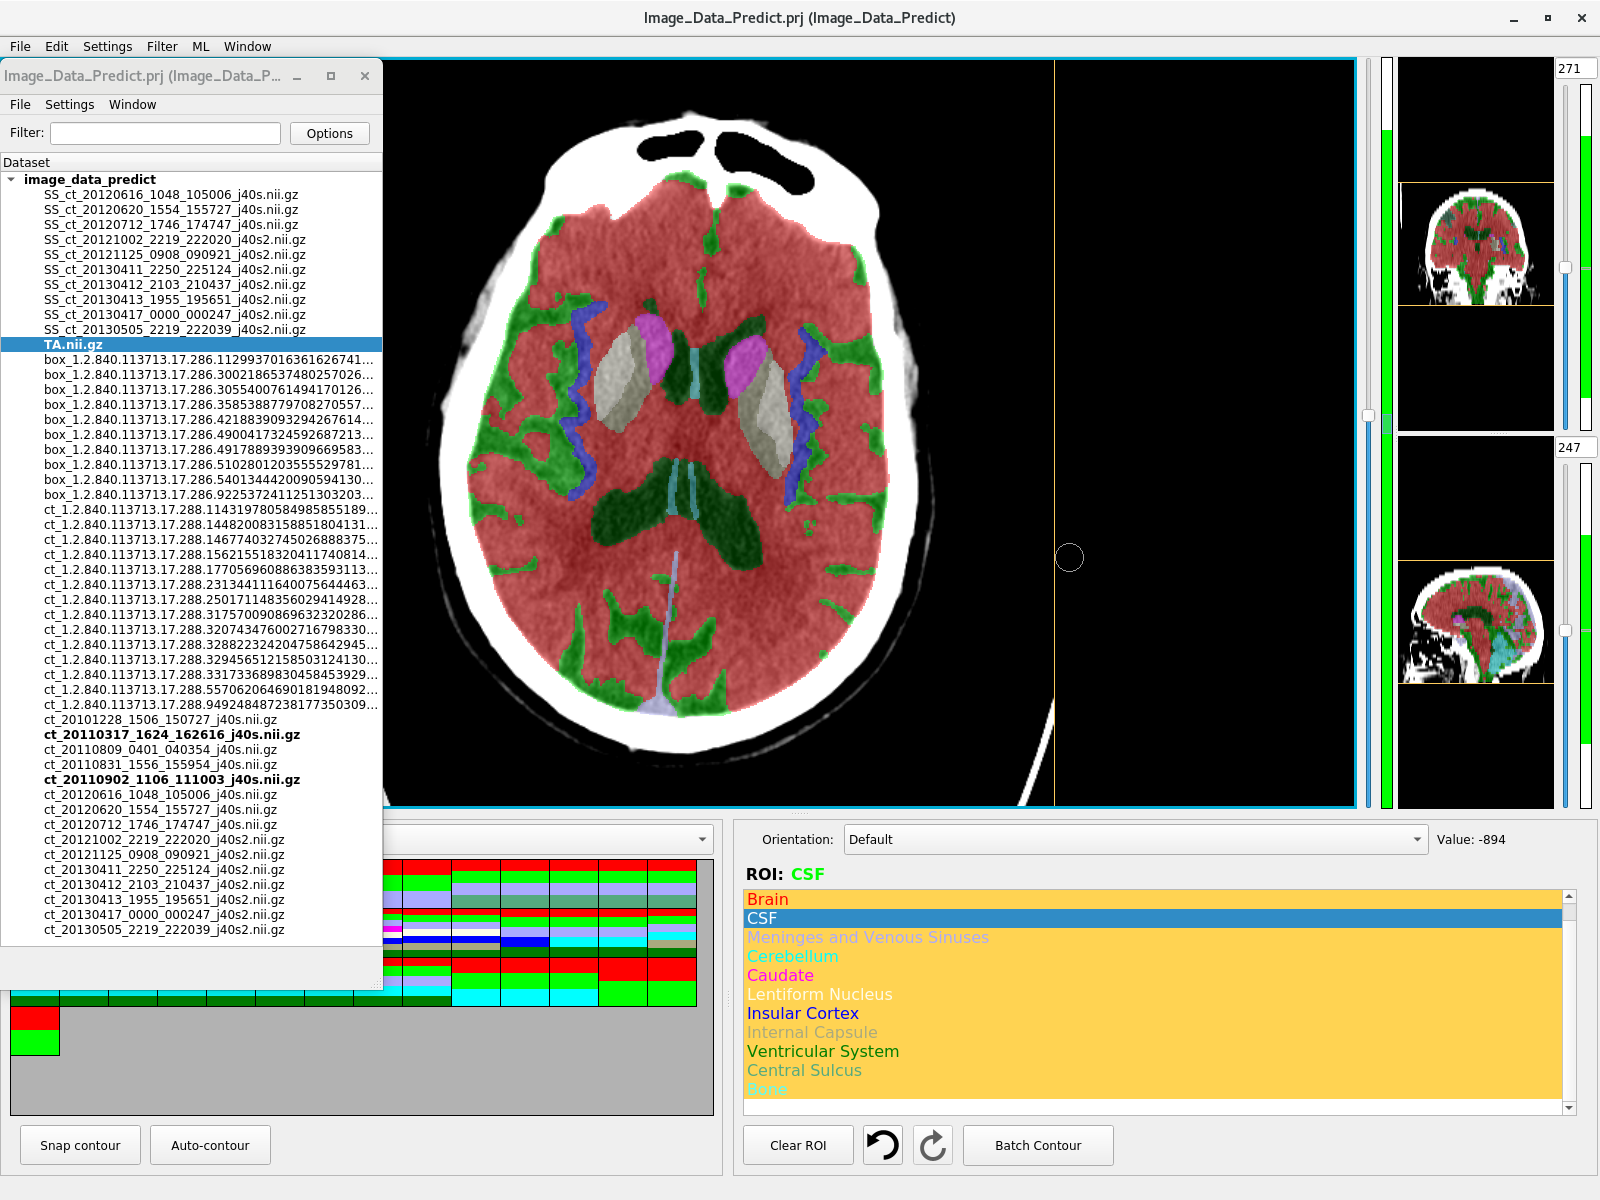 Image_Data_Predict.prj (Image_Data_Predict)
File Edit Settings Filter ML Window
Image_Data_Predict.prj (Image_Data_P...
File Settings Window
Filter:
Options
Dataset
image_data_predict
SS_ct_20120616_1048_105006_j40s.nii.gz
SS_ct_20120620_1554_155727_j40s.nii.gz
SS_ct_20120712_1746_174747_j40s.nii.gz
SS_ct_20121002_2219_222020_j40s2.nii.gz
SS_ct_20121125_0908_090921_j40s2.nii.gz
SS_ct_20130411_2250_225124_j40s2.nii.gz
SS_ct_20130412_2103_210437_j40s2.nii.gz
SS_ct_20130413_1955_195651_j40s2.nii.gz
SS_ct_20130417_0000_000247_j40s2.nii.gz
SS_ct_20130505_2219_222039_j40s2.nii.gz
TA.nii.gz
box_1.2.840.113713.17.286.1129937016361626741...
box_1.2.840.113713.17.286.3002186537480257026...
box_1.2.840.113713.17.286.3055400761494170126...
box_1.2.840.113713.17.286.3585388779708270557...
box_1.2.840.113713.17.286.4218839093294267614...
box_1.2.840.113713.17.286.4900417324592687213...
box_1.2.840.113713.17.286.4917889393909669583...
box_1.2.840.113713.17.286.5102801203555529781...
box_1.2.840.113713.17.286.5401344420090594130...
box_1.2.840.113713.17.286.9225372411251303203...
ct_1.2.840.113713.17.288.114319780584985855189...
ct_1.2.840.113713.17.288.144820083158851804131...
ct_1.2.840.113713.17.288.146774032745026888375...
ct_1.2.840.113713.17.288.156215518320411740814...
ct_1.2.840.113713.17.288.177056960886383593113...
ct_1.2.840.113713.17.288.231344111640075644463...
ct_1.2.840.113713.17.288.250171148356029414928...
ct_1.2.840.113713.17.288.317570090869632320286...
ct_1.2.840.113713.17.288.320743476002716798330...
ct_1.2.840.113713.17.288.328822324204758642945...
ct_1.2.840.113713.17.288.329456512158503124130...
ct_1.2.840.113713.17.288.331733689830458453929...
ct_1.2.840.113713.17.288.557062064690181948092...
ct_1.2.840.113713.17.288.949248487238177350309...
ct_20101228_1506_150727_j40s.nii.gz
ct_20110317_1624_162616_j40s.nii.gz
ct_20110809_0401_040354_j40s.nii.gz
ct_20110831_1556_155954_j40s.nii.gz
ct_20110902_1106_111003_j40s.nii.gz
ct_20120616_1048_105006_j40s.nii.gz
ct_20120620_1554_155727_j40s.nii.gz
ct_20120712_1746_174747_j40s.nii.gz
ct_20121002_2219_222020_j40s2.nii.gz
ct_20121125_0908_090921_j40s2.nii.gz
ct_20130411_2250_225124_j40s2.nii.gz
ct_20130412_2103_210437_j40s2.nii.gz
ct_20130413_1955_195651_j40s2.nii.gz
ct_20130417_0000_000247_j40s2.nii.gz
ct_20130505_2219_222039_j40s2.nii.gz
271
247
Orientation: Default Value: -894
ROI: CSF
Brain
CSF
Meninges and Venous Sinuses
Cerebellum
Caudate
Lentiform Nucleus
Insular Cortex
Internal Capsule
Ventricular System
Central Sulcus
Bone
Snap contour
Auto-contour
Clear ROI
Batch Contour